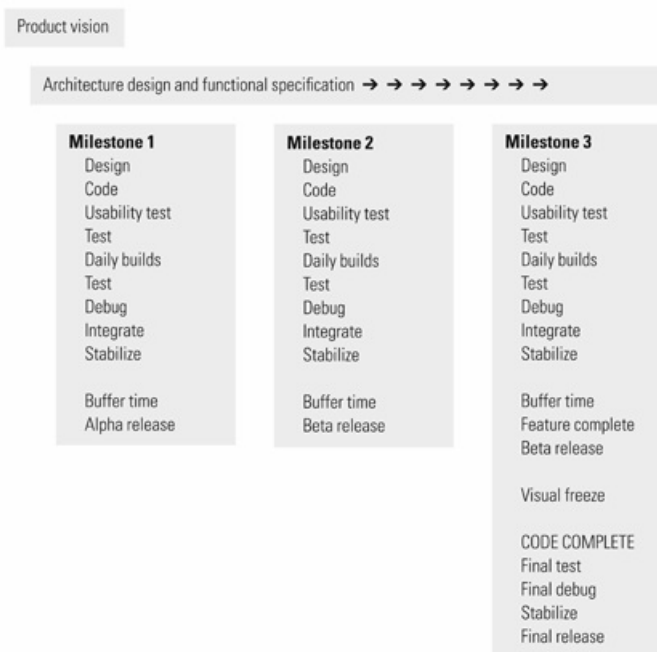 Product vision
Architecture design and functional specification → → → → → → → →
Milestone 1
Design
Code
Usability test
Test
Daily builds
Test
Debug
Integrate
Stabilize
Buffer time
Alpha release
Milestone 2
Design
Code
Usability test
Test
Daily builds
Test
Debug
Integrate
Stabilize
Buffer time
Beta release
Milestone 3
Design
Code
Usability test
Test
Daily builds
Test
Debug
Integrate
Stabilize
Buffer time
Feature complete
Beta release
Visual freeze
CODE COMPLETE
Final test
Final debug
Stabilize
Final release